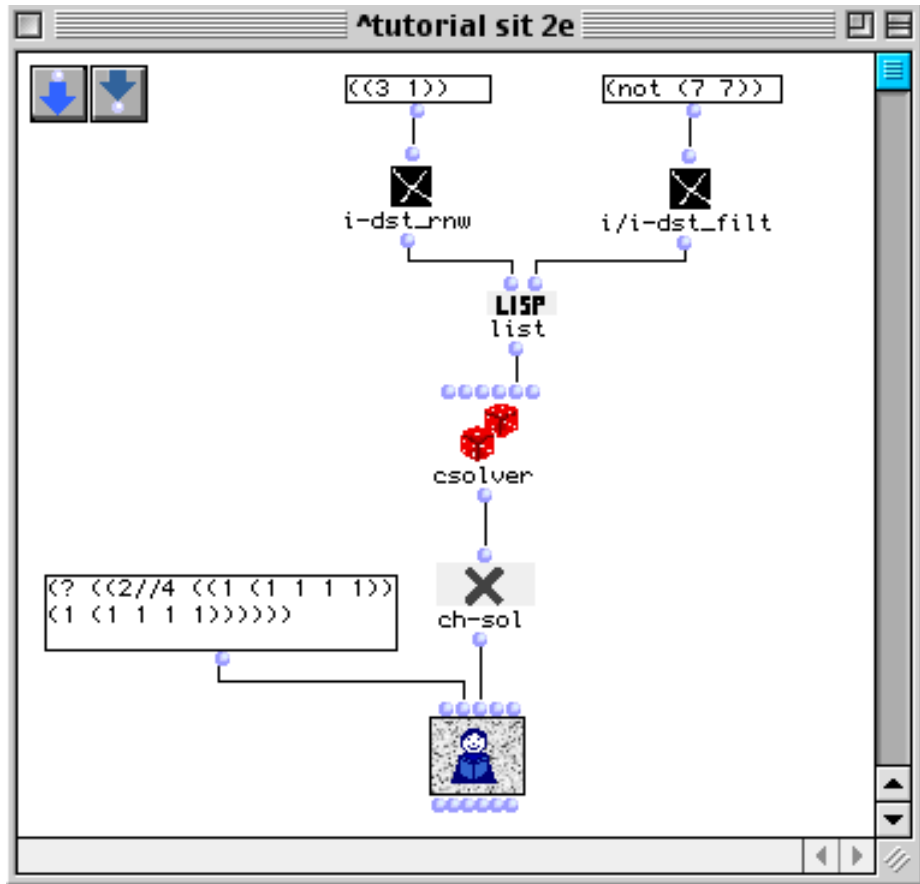 ^tutorial sit 2e
((3 1))
(not (7 7))
i-dst_rnw
i/i-dst_filt
LISP
list
csolver
(? ((2//4 ((1 (1 1 1 1))
(1 (1 1 1 1))))))
ch-sol